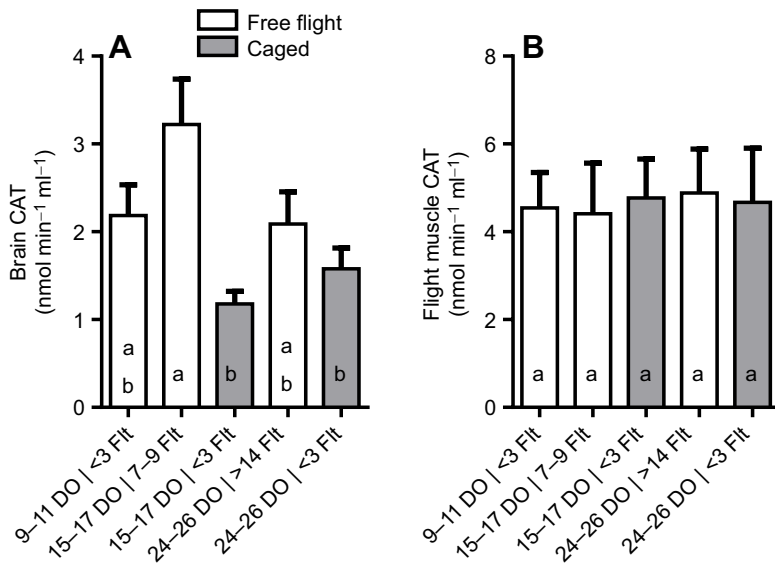 Free flight
Caged
A
Brain CAT
(nmol min⁻¹ ml⁻¹)
4
3
2
1
0
a
b
a
b
a
b
b
9–11 DO | <3 Flt
15–17 DO | 7–9 Flt
15–17 DO | <3 Flt
24–26 DO | >14 Flt
24–26 DO | <3 Flt
B
Flight muscle CAT
(nmol min⁻¹ ml⁻¹)
8
6
4
2
0
a
a
a
a
a
9–11 DO | <3 Flt
15–17 DO | 7–9 Flt
15–17 DO | <3 Flt
24–26 DO | >14 Flt
24–26 DO | <3 Flt